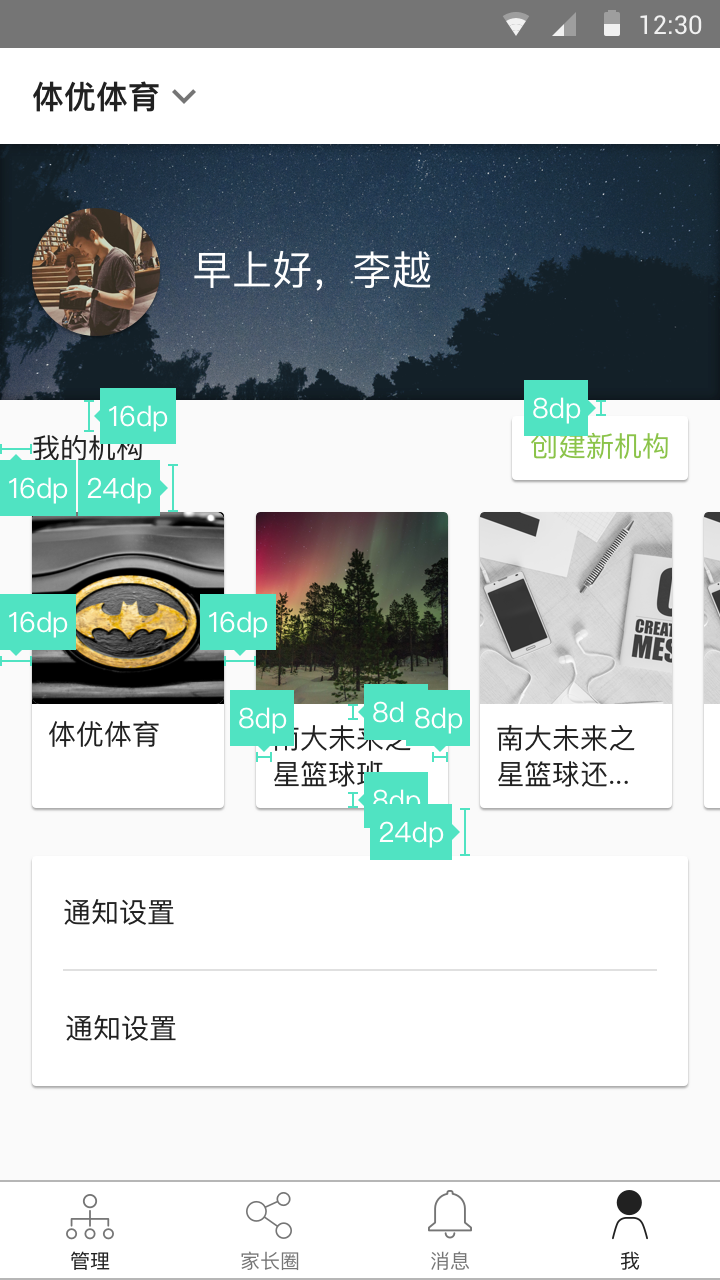 12:30
体优体育
早上好，李越
16dp
8dp
我的机构
创建新机构
16dp
24dp
CREAT
MES
16dp
16dp
8dp
8d
8dp
体优体育
南大未来之
星篮球班
南大未来之
星篮球还...
8dp
24dp
通知设置
通知设置
管理
家长圈
消息
我